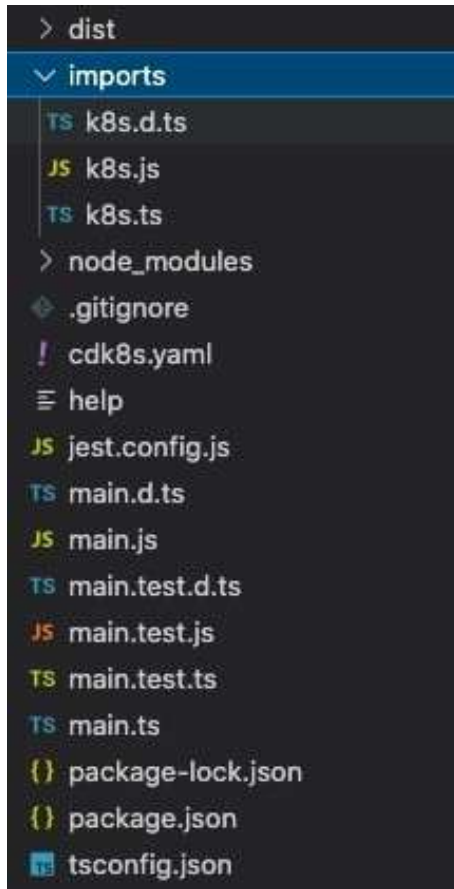 dist
imports
TS k8s.d.ts
JS k8s.js
TS k8s.ts
node_modules
.gitignore
! cdk8s.yaml
help
JS jest.config.js
TS main.d.ts
JS main.js
TS main.test.d.ts
JS main.test.js
TS main.test.ts
TS main.ts
{} package-lock.json
{} package.json
TS tsconfig.json